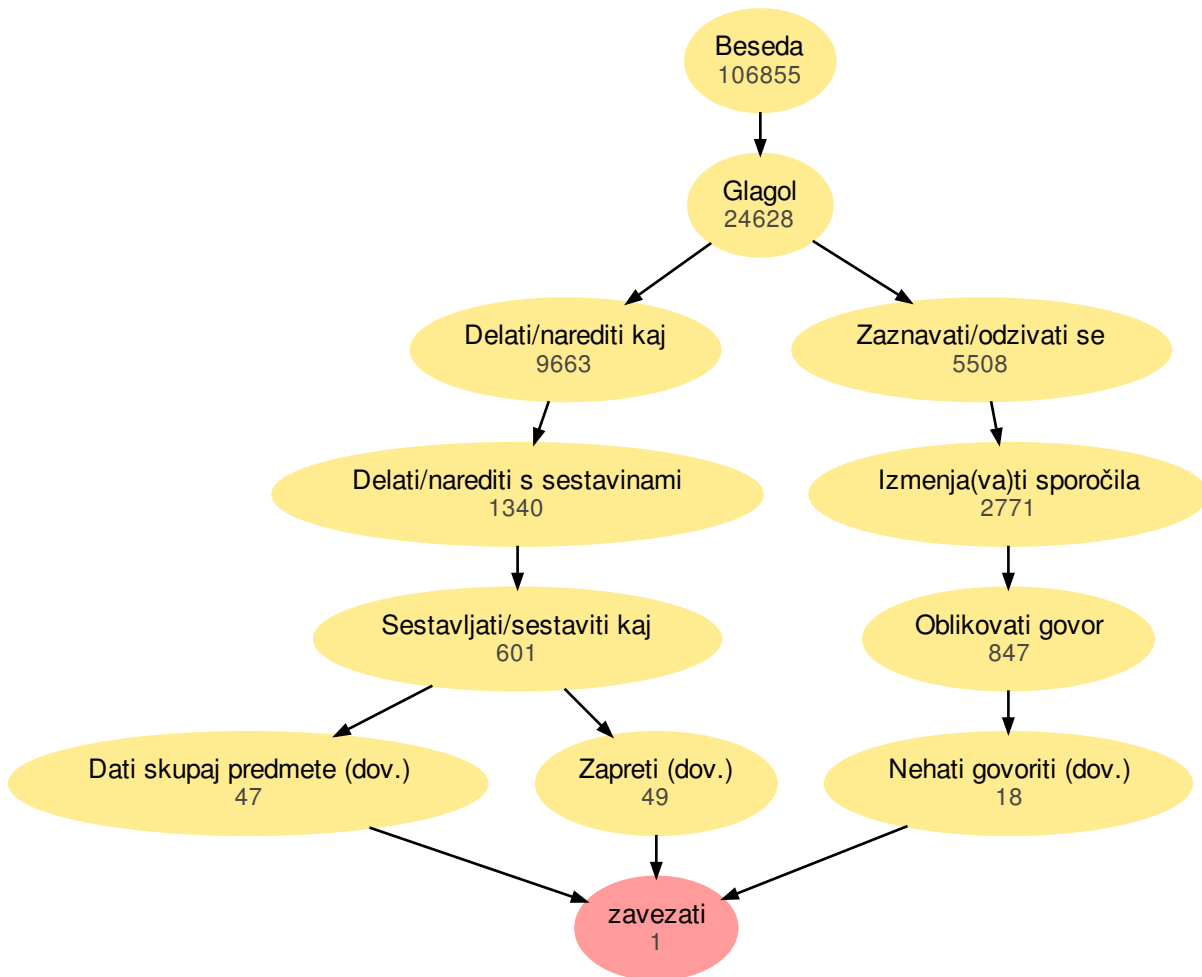 Beseda
106855
Glagol
24628
Delati/narediti kaj
9663
Zaznavati/odzivati se
5508
Delati/narediti s sestavinami
1340
Izmenja(va)ti sporočila
2771
Sestavljati/sestaviti kaj
601
Oblikovati govor
847
Dati skupaj predmete (dov.)
47
Zapreti (dov.)
49
Nehati govoriti (dov.)
18
zavezati
1